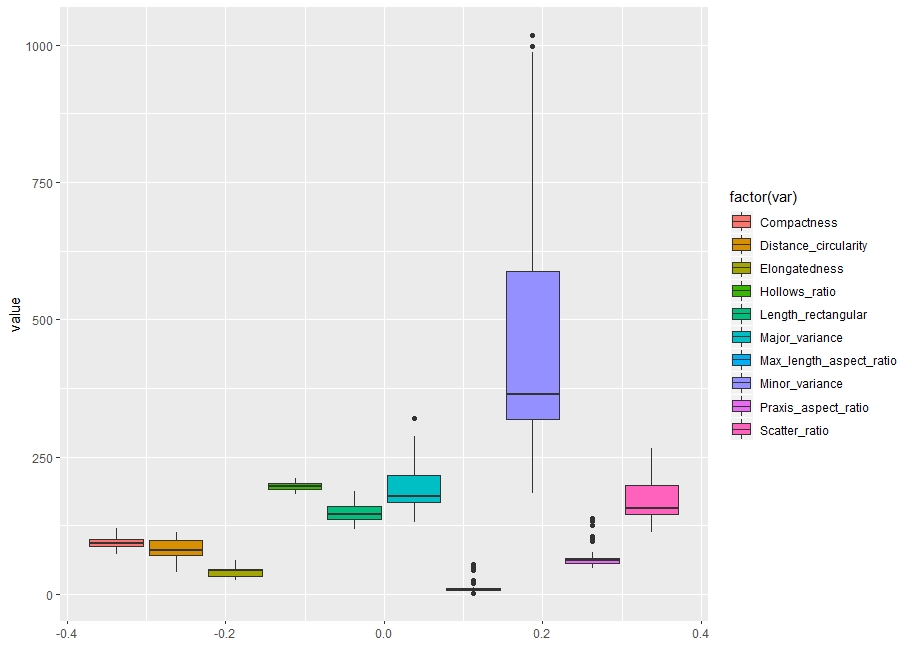 1000
750
500
250
0
value
-0.4 -0.2 0.0 0.2 0.4
factor(var)
Compactness
Distance_circularity
Elongatedness
Hollows_ratio
Length_rectangular
Major_variance
Max_length_aspect_ratio
Minor_variance
Praxis_aspect_ratio
Scatter_ratio